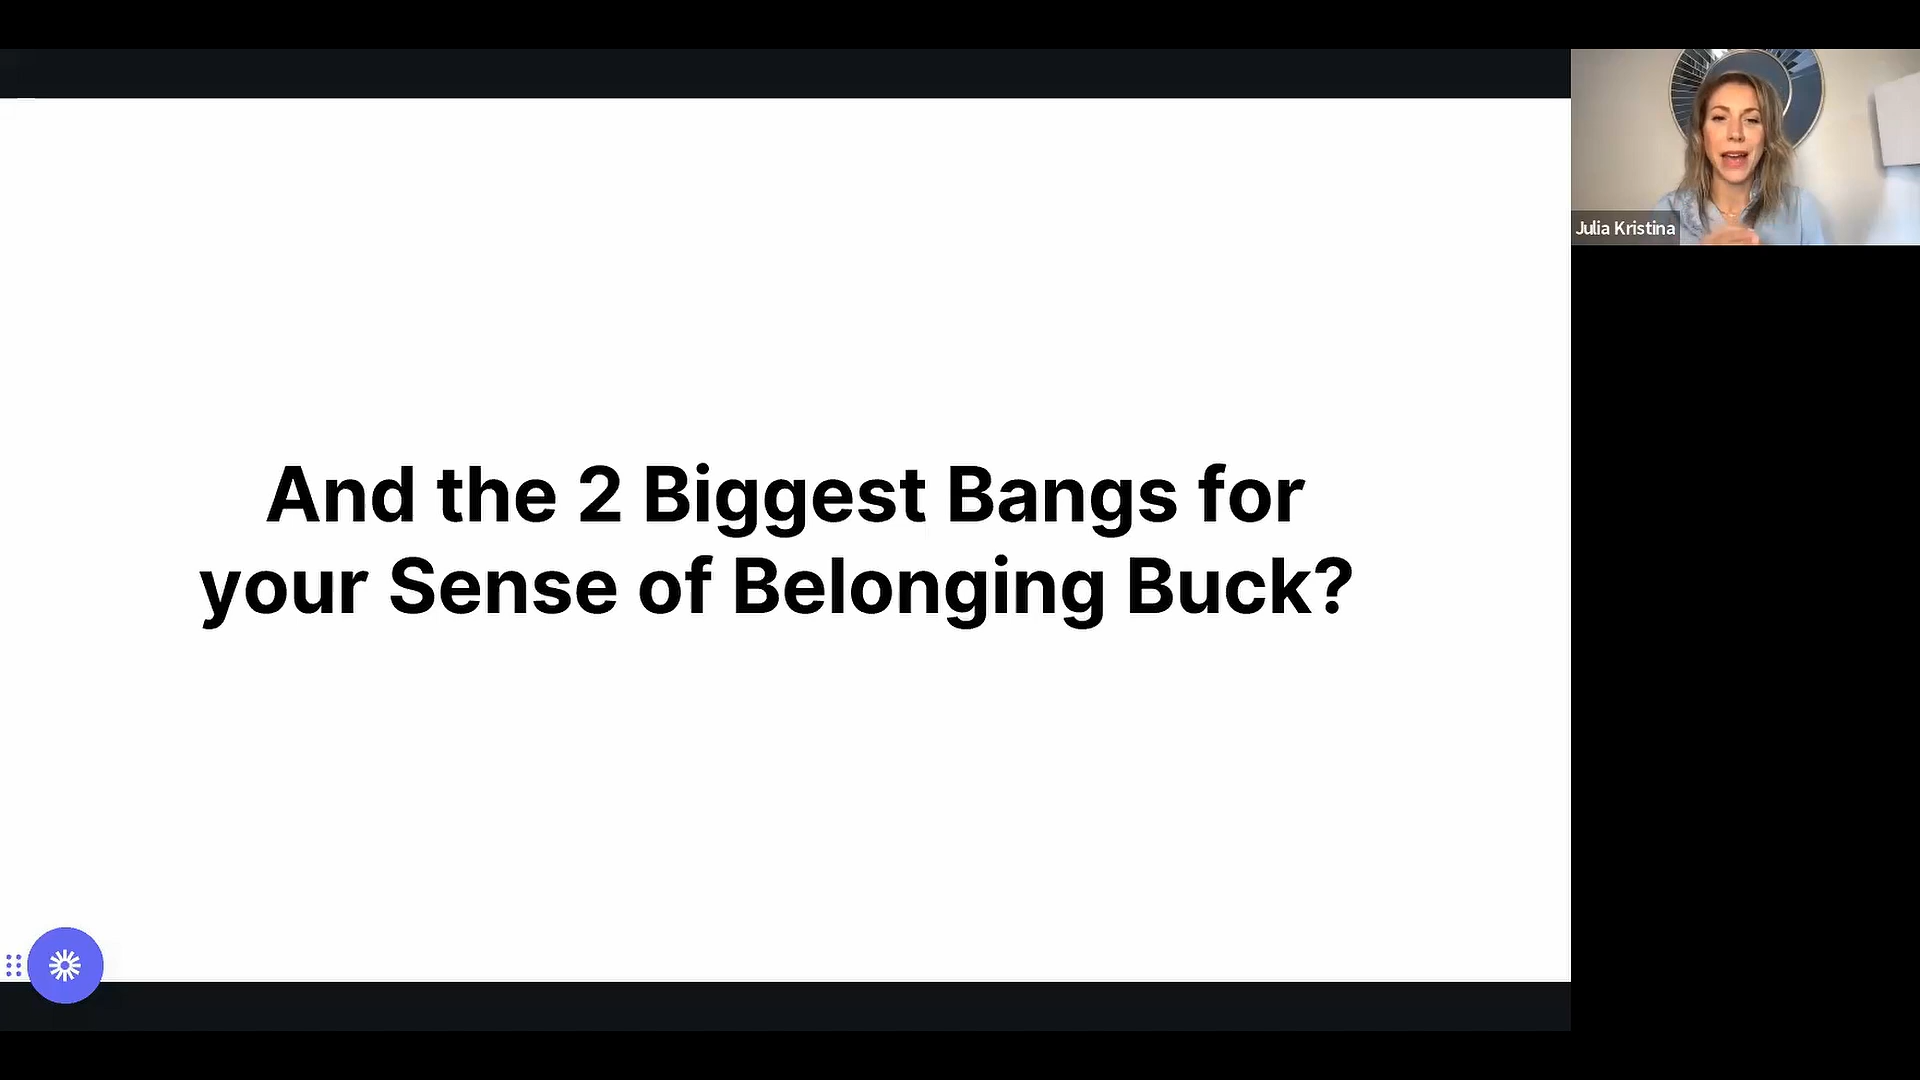 And the 2 Biggest Bangs for
your Sense of Belonging Buck?
Julia Kristina